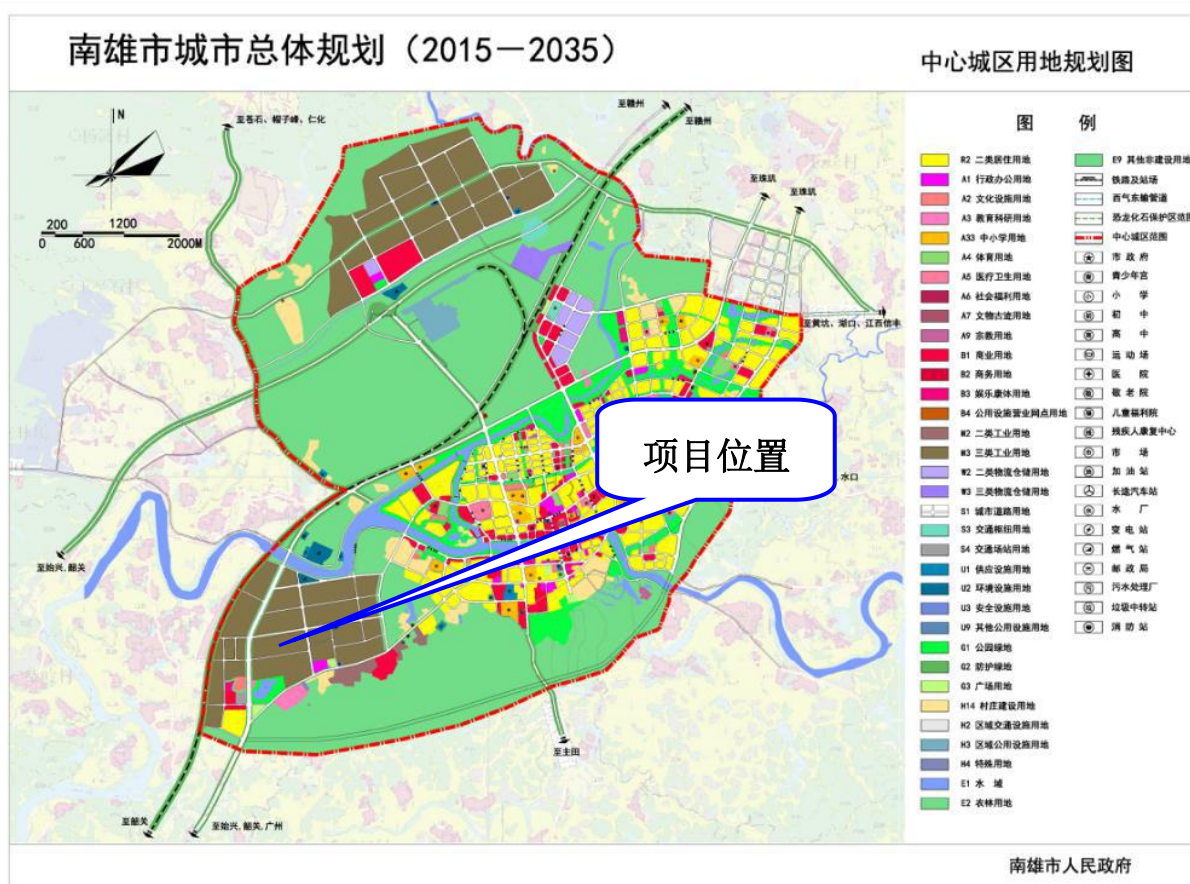 南雄市城市总体规划（2015－2035）
中心城区用地规划图
N
至苍石、帽子峰、仁化
至赣州
至赣州
至珠玑
至珠玑
200 1200
0 600 2000M
至黄坑、湖口、江西信丰
项目位置
水口
至始兴、韶关
至主田
至韶关
至始兴、韶关、广州
图 例
R2 二类居住用地
A1 行政办公用地
A2 文化设施用地
A3 教育科研用地
A33 中小学用地
A4 体育用地
A5 医疗卫生用地
A6 社会福利用地
A7 文物古迹用地
A9 宗教用地
B1 商业用地
B2 商务用地
B3 娱乐康体用地
B4 公用设施营业网点用地
M2 二类工业用地
M3 三类工业用地
W2 二类物流仓储用地
W3 三类物流仓储用地
S1 城市道路用地
S3 交通枢纽用地
S4 交通场站用地
U1 供应设施用地
U2 环境设施用地
U3 安全设施用地
U9 其他公用设施用地
G1 公园绿地
G2 防护绿地
G3 广场用地
H14 村庄建设用地
H2 区域交通设施用地
H3 区域公用设施用地
H4 特殊用地
E1 水 域
E2 农林用地
E9 其他非建设用地
铁路及站场
西气东输管道
恐龙化石保护区范围
中心城区范围
市 政 府
青少年宫
小 学
初 中
高 中
运 动 场
医 院
敬 老 院
儿童福利院
残疾人康复中心
市 场
加 油 站
长途汽车站
水 厂
变 电 站
燃 气 站
邮 政 局
污水处理厂
垃圾中转站
消 防 站
南雄市人民政府